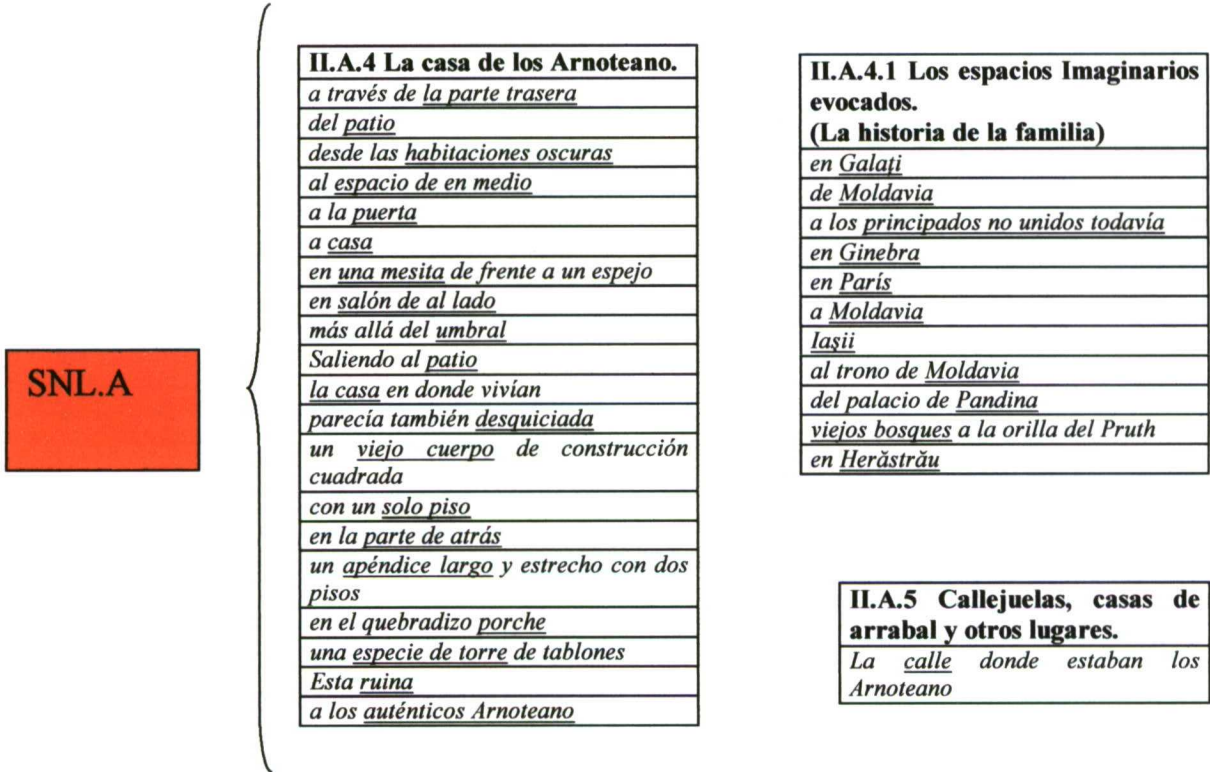 SNL.A
II.A.4 La casa de los Arnoteano.
a través de la parte trasera
del patio
desde las habitaciones oscuras
al espacio de en medio
a la puerta
a casa
en una mesita de frente a un espejo
en salón de al lado
más allá del umbral
Saliendo al patio
la casa en donde vivían
parecía también desquiciada
un viejo cuerpo de construcción
cuadrada
con un solo piso
en la parte de atrás
un apéndice largo y estrecho con dos
pisos
en el quebradizo porche
una especie de torre de tablones
Esta ruina
a los auténticos Arnoteano
II.A.4.1 Los espacios Imaginarios
evocados.
(La historia de la familia)
en Galaţi
de Moldavia
a los principados no unidos todavía
en Ginebra
en París
a Moldavia
Iaşii
al trono de Moldavia
del palacio de Pandina
viejos bosques a la orilla del Pruth
en Herăstrău
II.A.5 Callejuelas, casas de
arrabal y otros lugares.
La calle donde estaban los
Arnoteano